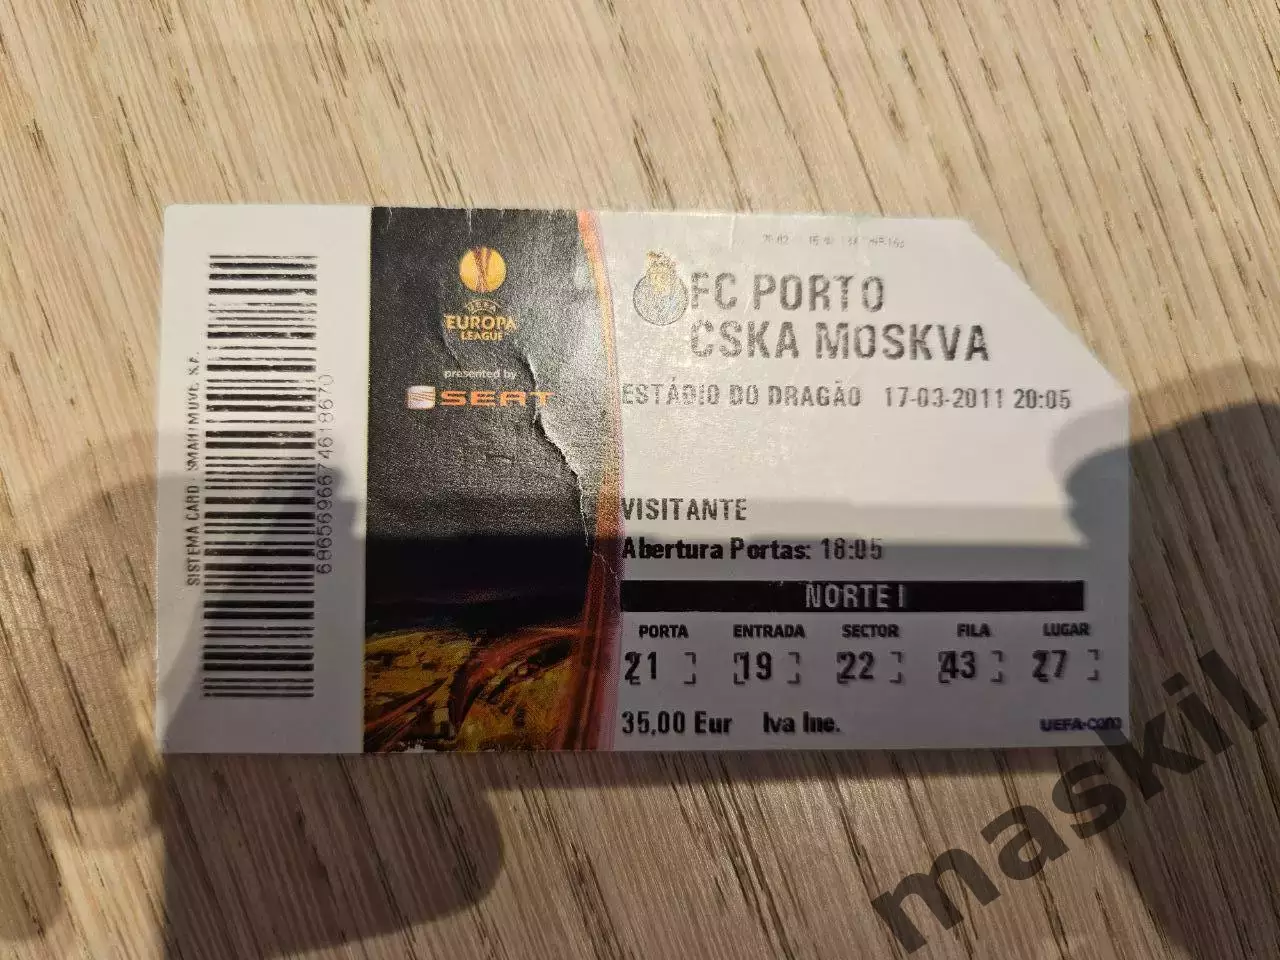 SISTEMA CARD - SMARTMOVE, S.A.
6865696674618670
UEFA
EUROPA
LEAGUE
presented by
SEAT
FC PORTO
CSKA MOSKVA
ESTÁDIO DO DRAGÃO 17-03-2011 20:05
VISITANTE
Abertura Portas: 18:05
NORTE I
PORTA ENTRADA SECTOR FILA LUGAR
21 19 22 43 27
35,00 Eur Iva Inc.
maskil